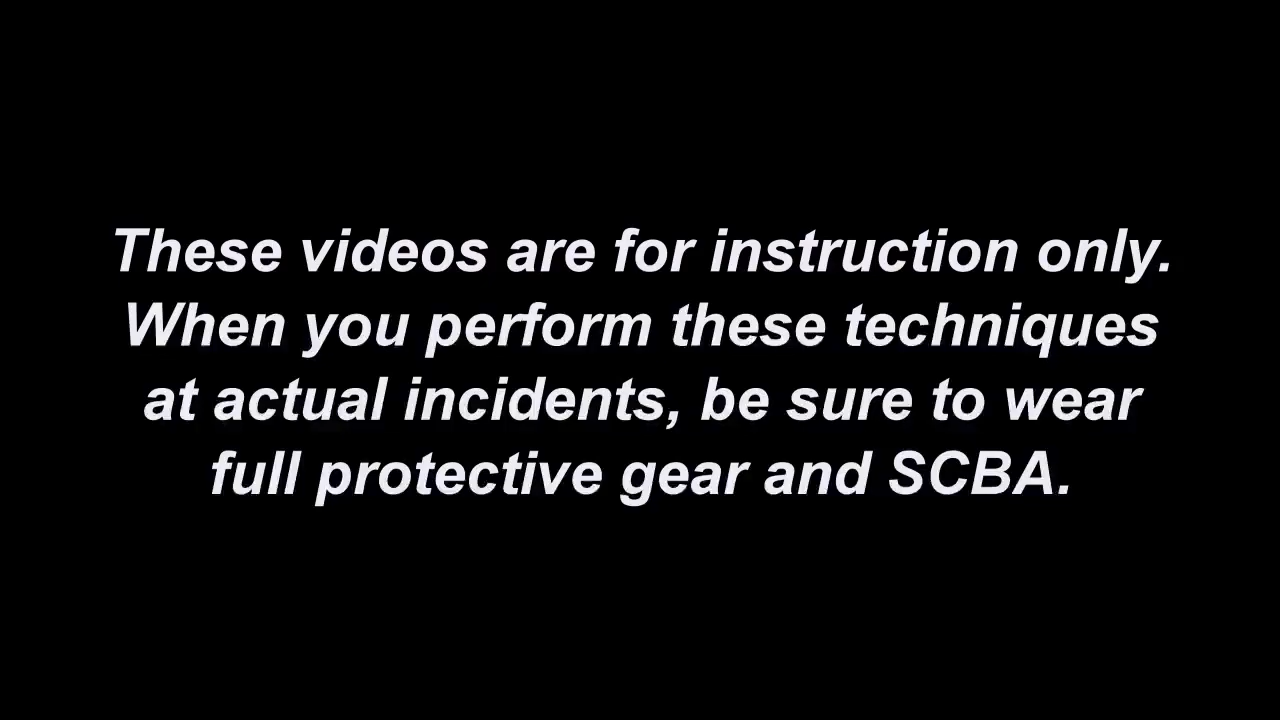 These videos are for instruction only.
When you perform these techniques
at actual incidents, be sure to wear
full protective gear and SCBA.